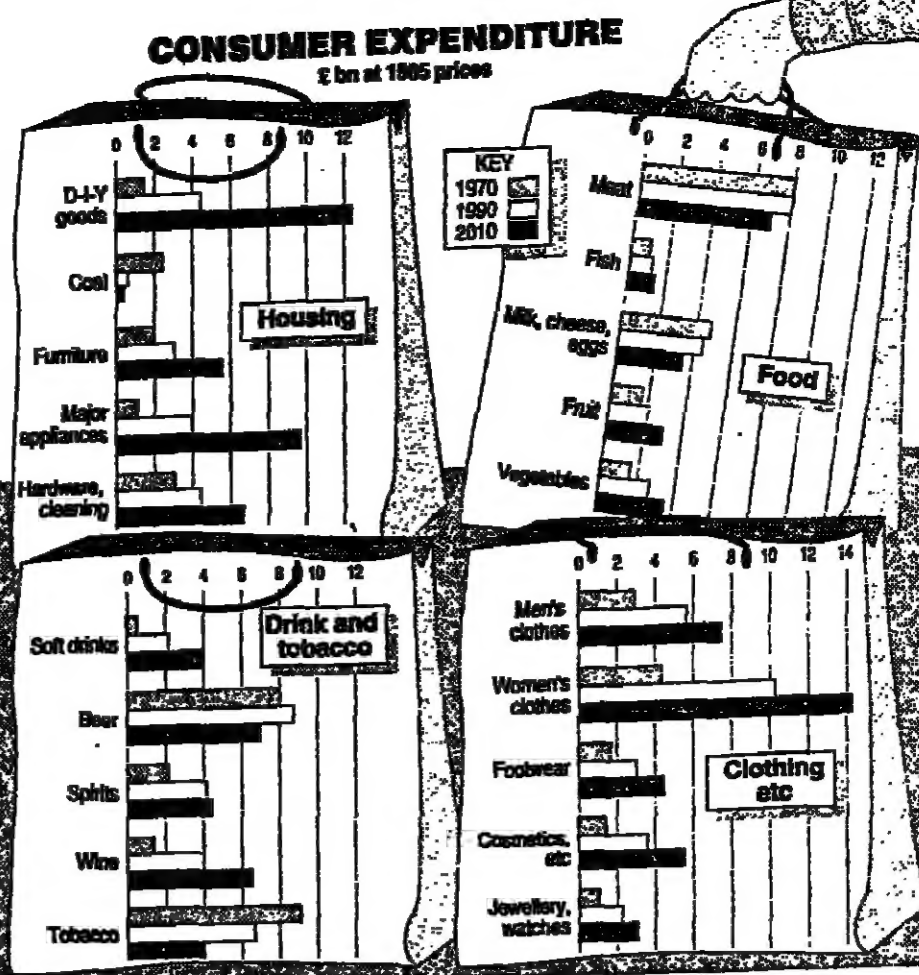 CONSUMER EXPENDITURE
£ bn at 1985 prices
0 2 4 6 8 10 12
D-I-Y
goods
Coal
Furniture
Major
appliances
Hardware,
cleaning
Housing
KEY
1970
1990
2010
0 2 4 6 8 10 12
Meat
Fish
Milk, cheese,
eggs
Fruit
Vegetables
Food
0 2 4 6 8 10 12
Soft drinks
Beer
Spirits
Wine
Tobacco
Drink and
tobacco
0 2 4 6 8 10 12 14
Men's
clothes
Women's
clothes
Footwear
Cosmetics,
etc
Jewellery,
watches
Clothing
etc